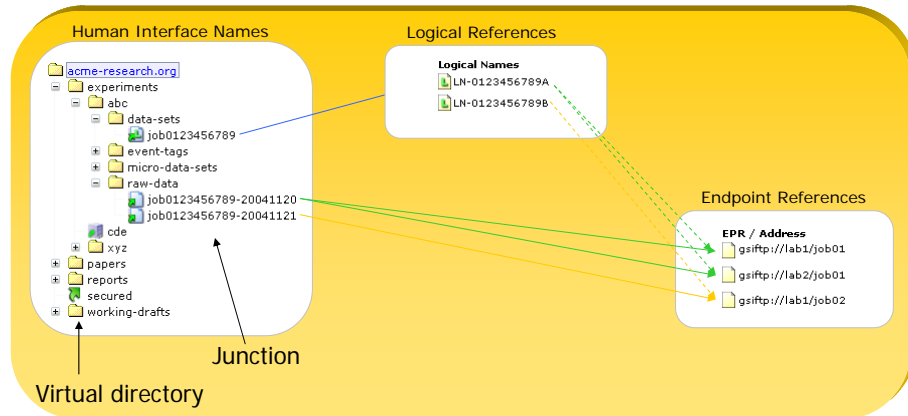 Human Interface Names
acme-research.org
experiments
abc
data-sets
job0123456789
event-tags
micro-data-sets
raw-data
job0123456789-20041120
job0123456789-20041121
cde
xyz
papers
reports
secured
working-drafts
Junction
Virtual directory
Logical References
Logical Names
LN-0123456789A
LN-0123456789B
Endpoint References
EPR / Address
gsiftp://lab1/job01
gsiftp://lab2/job01
gsiftp://lab1/job02